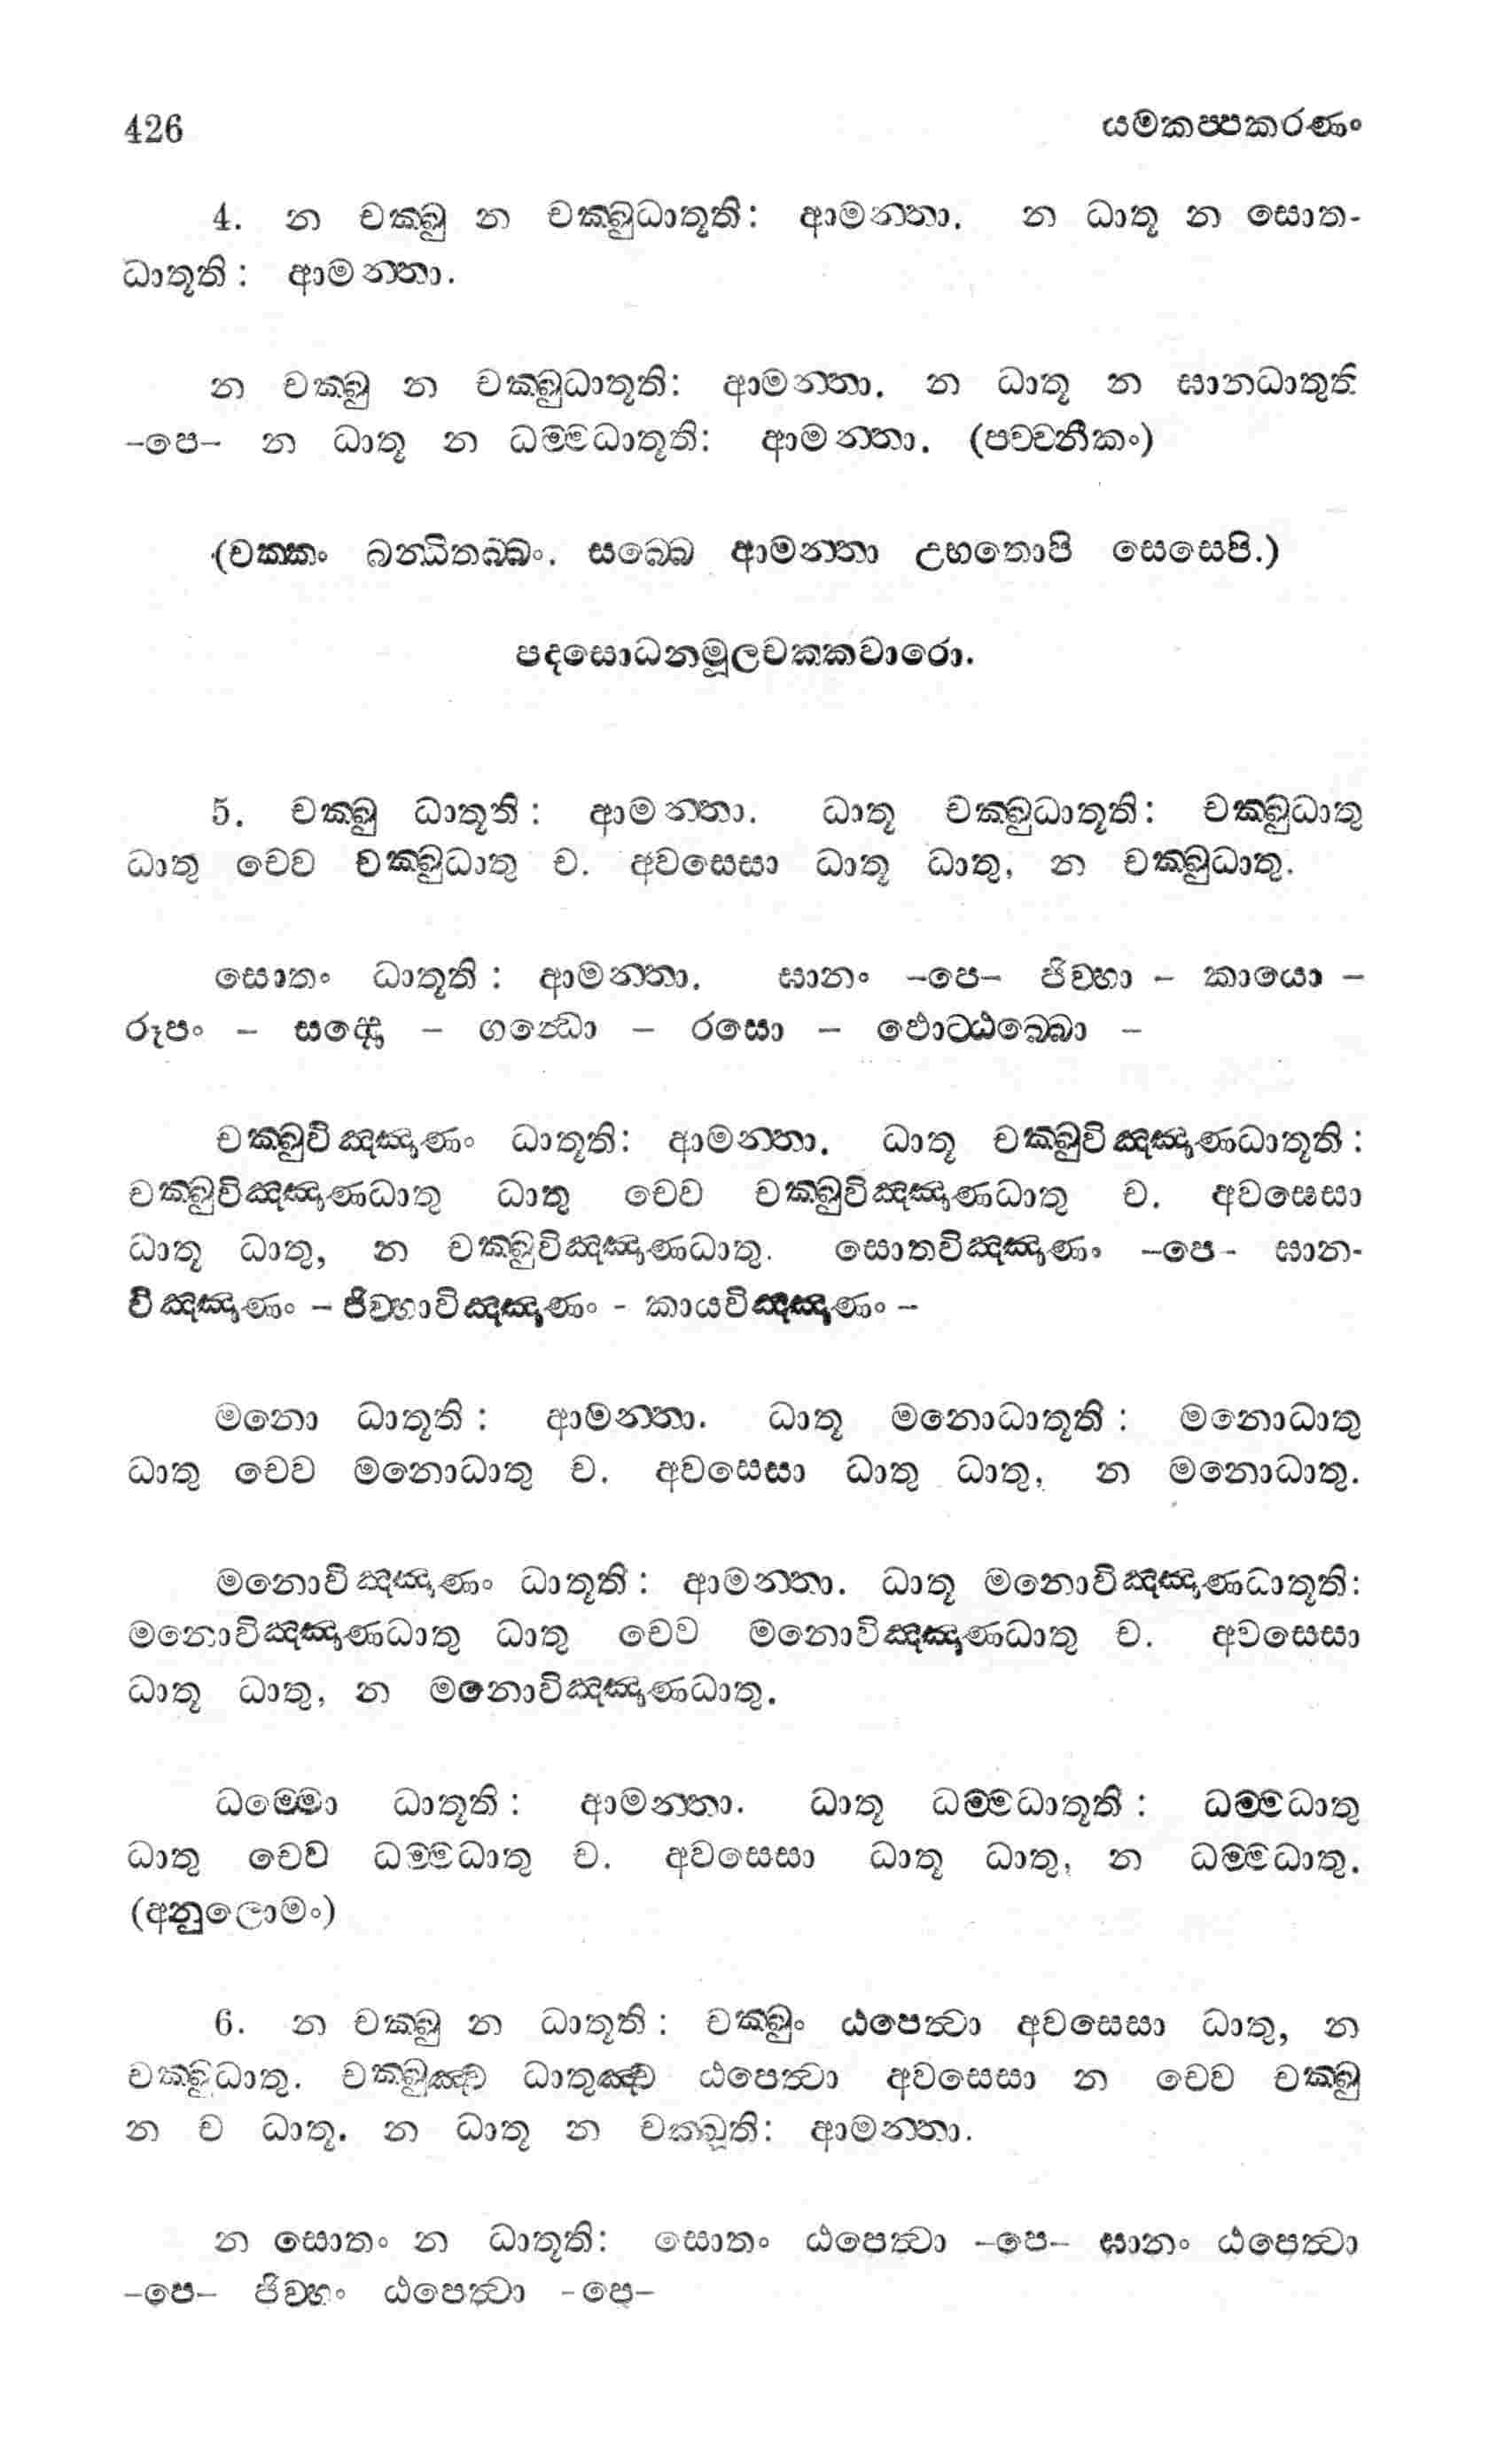 426 යමකප්පකරණං
4. න චක්ඛු න චක්ඛුධාතූති: ආමන්තා. න ධාතූ න සොත-
ධාතූති: ආමන්තා.
න චක්ඛු න චක්ඛුධාතූති: ආමන්තා. න ධාතූ න ඝානධාතුති
-පෙ- න ධාතූ න ධම්මධාතූති: ආමන්තා. (පච්චනීකං)
(චක්කං බන්ධිතබ්බං. සබ්බෙ ආමන්තා උභතොපි සෙසෙපි.)
පදසොධනමූලචක්කවාරො.
5. චක්ඛු ධාතූති: ආමන්තා. ධාතූ චක්ඛුධාතූති: චක්ඛුධාතු
ධාතු චෙව චක්ඛුධාතු ච. අවසෙසා ධාතූ ධාතු, න චක්ඛුධාතු.
සොතං ධාතූති: ආමන්තා. ඝානං -පෙ- ජිව්හා - කායො -
රූපං - සද්දො - ගන්ධො - රසො - ඵොට්ඨබ්බො -
චක්ඛුවිඤ්ඤාණං ධාතූති: ආමන්තා. ධාතූ චක්ඛුවිඤ්ඤාණධාතූති:
චක්ඛුවිඤ්ඤාණධාතු ධාතු චෙව චක්ඛුවිඤ්ඤාණධාතු ච. අවසෙසා
ධාතූ ධාතු, න චක්ඛුවිඤ්ඤාණධාතු. සොතවිඤ්ඤාණං -පෙ- ඝාන-
විඤ්ඤාණං - ජිව්හාවිඤ්ඤාණං - කායවිඤ්ඤාණං -
මනො ධාතූති: ආමන්තා. ධාතූ මනොධාතූති: මනොධාතු
ධාතු චෙව මනොධාතු ච. අවසෙසා ධාතු ධාතු, න මනොධාතු.
මනොවිඤ්ඤාණං ධාතූති: ආමන්තා. ධාතූ මනොවිඤ්ඤාණධාතූති:
මනොවිඤ්ඤාණධාතු ධාතු චෙව මනොවිඤ්ඤාණධාතු ච. අවසෙසා
ධාතූ ධාතු, න මනොවිඤ්ඤාණධාතු.
ධම්මො ධාතූති: ආමන්තා. ධාතූ ධම්මධාතූති: ධම්මධාතු
ධාතු චෙව ධම්මධාතු ච. අවසෙසා ධාතූ ධාතු, න ධම්මධාතු.
(අනුලොමං)
6. න චක්ඛු න ධාතූති: චක්ඛුං ඨපෙත්වා අවසෙසා ධාතු, න
චක්ඛුධාතු. චක්ඛුඤ්ච ධාතුඤ්ච ඨපෙත්වා අවසෙසා න චෙව චක්ඛු
න ච ධාතූ. න ධාතූ න චක්ඛූති: ආමන්තා.
න සොතං න ධාතූති: සොතං ඨපෙත්වා -පෙ- ඝානං ඨපෙත්වා
-පෙ- ජිව්හං ඨපෙත්වා -පෙ-